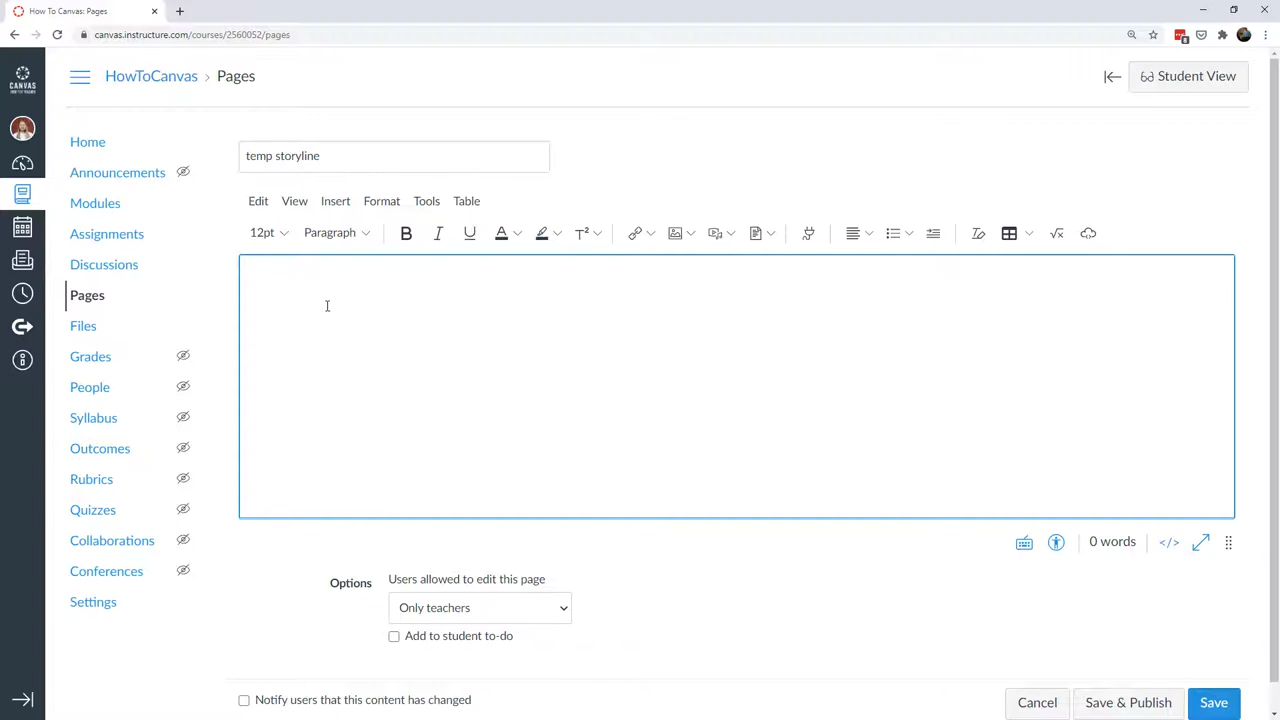 How To Canvas: Pages
canvas.instructure.com/courses/2560052/pages
CANVAS
HowToCanvas › Pages
Student View
Home
Announcements
Modules
Assignments
Discussions
Pages
Files
Grades
People
Syllabus
Outcomes
Rubrics
Quizzes
Collaborations
Conferences
Settings
temp storyline
Edit View Insert Format Tools Table
12pt Paragraph B I U A T²
0 words </>
Options Users allowed to edit this page
Only teachers
Add to student to-do
Notify users that this content has changed
Cancel Save & Publish Save